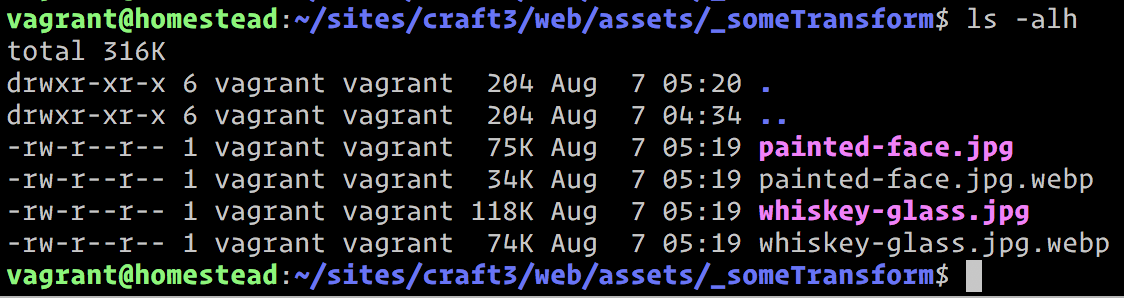 vagrant@homestead:~/sites/craft3/web/assets/_someTransform$ ls -alh
total 316K
drwxr-xr-x 6 vagrant vagrant  204 Aug  7 05:20 .
drwxr-xr-x 6 vagrant vagrant  204 Aug  7 04:34 ..
-rw-r--r-- 1 vagrant vagrant  75K Aug  7 05:19 painted-face.jpg
-rw-r--r-- 1 vagrant vagrant  34K Aug  7 05:19 painted-face.jpg.webp
-rw-r--r-- 1 vagrant vagrant 118K Aug  7 05:19 whiskey-glass.jpg
-rw-r--r-- 1 vagrant vagrant  74K Aug  7 05:19 whiskey-glass.jpg.webp
vagrant@homestead:~/sites/craft3/web/assets/_someTransform$